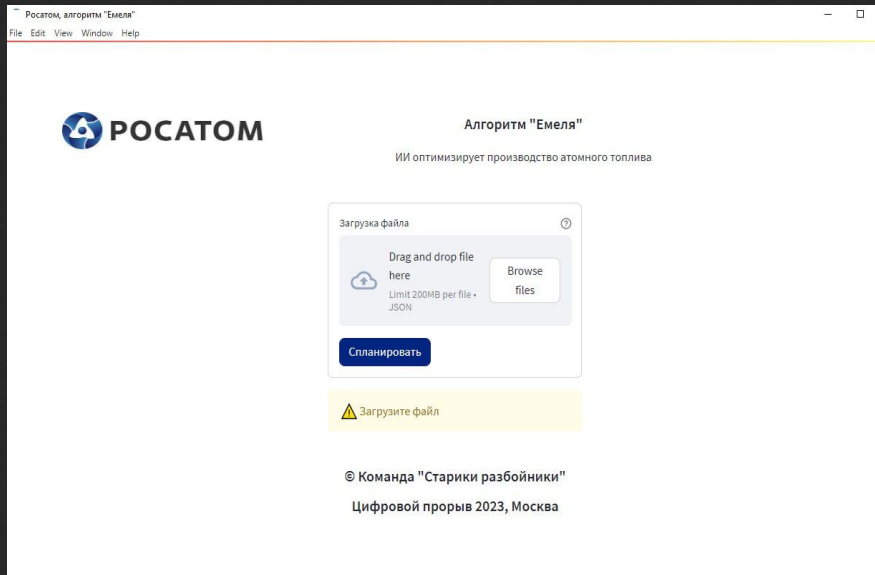 Росатом, алгоритм "Емеля"
File Edit View Window Help
РОСАТОМ
Алгоритм "Емеля"
ИИ оптимизирует производство атомного топлива
Загрузка файла
Drag and drop file
here
Limit 200MB per file •
JSON
Browse
files
Спланировать
Загрузите файл
© Команда "Старики разбойники"
Цифровой прорыв 2023, Москва